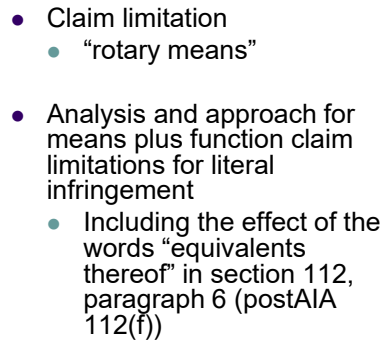 ● Claim limitation
● “rotary means”
● Analysis and approach for
means plus function claim
limitations for literal
infringement
● Including the effect of the
words “equivalents
thereof” in section 112,
paragraph 6 (postAIA
112(f))